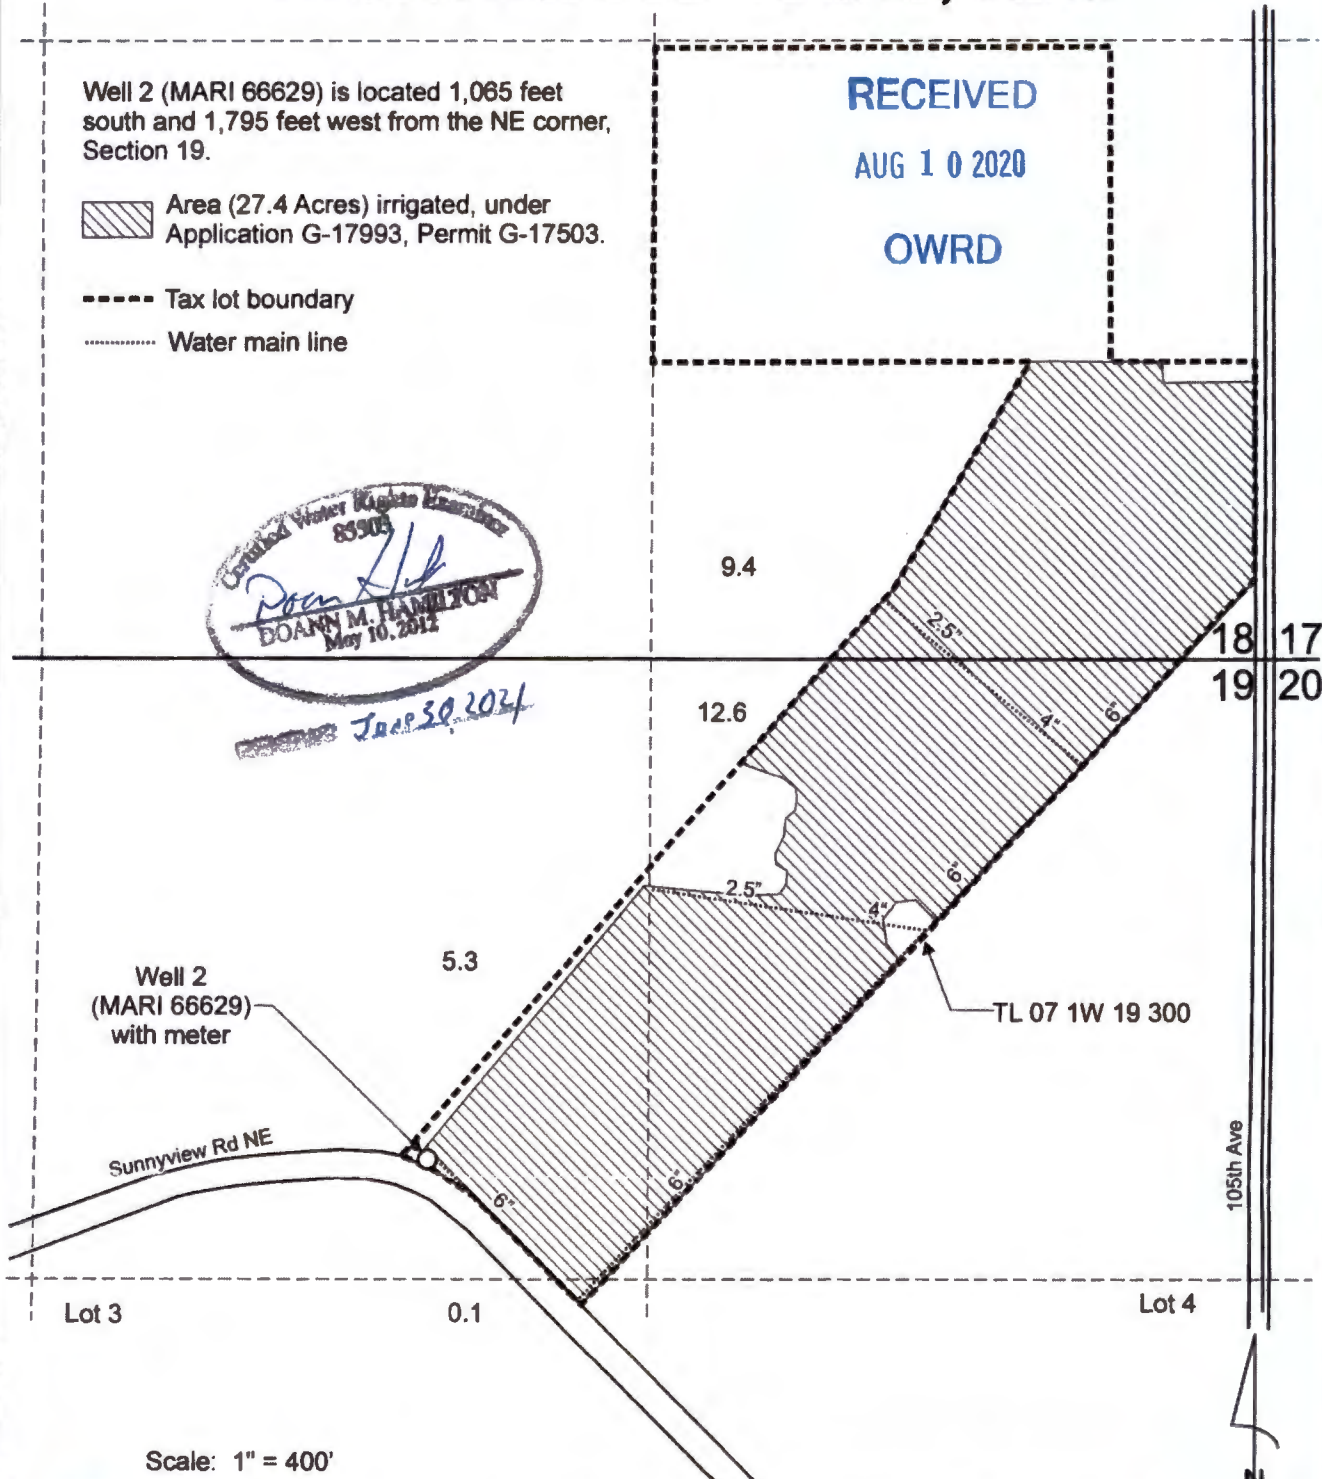 Well 2 (MARI 66629) is located 1,065 feet
south and 1,795 feet west from the NE corner,
Section 19.
Area (27.4 Acres) irrigated, under
Application G-17993, Permit G-17503.
Tax lot boundary
Water main line
RECEIVED
AUG 10 2020
OWRD
Certified Water Rights Examiner
DOANN M. HAMILTON
May 10, 2012
June 30, 2021
9.4
2.5"
18 17
19 20
12.6
4"
6"
6"
2.5"
4"
5.3
Well 2
(MARI 66629)
with meter
TL 07 1W 19 300
Sunnyview Rd NE
6"
6"
105th Ave
Lot 3
0.1
Lot 4
Scale: 1" = 400'